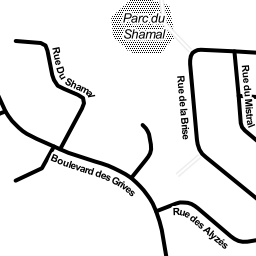 Parc du
Shamal
Rue Du Shamal
Rue de la Brise
Rue du Mistral
Boulevard des Grives
Rue des Alyzés